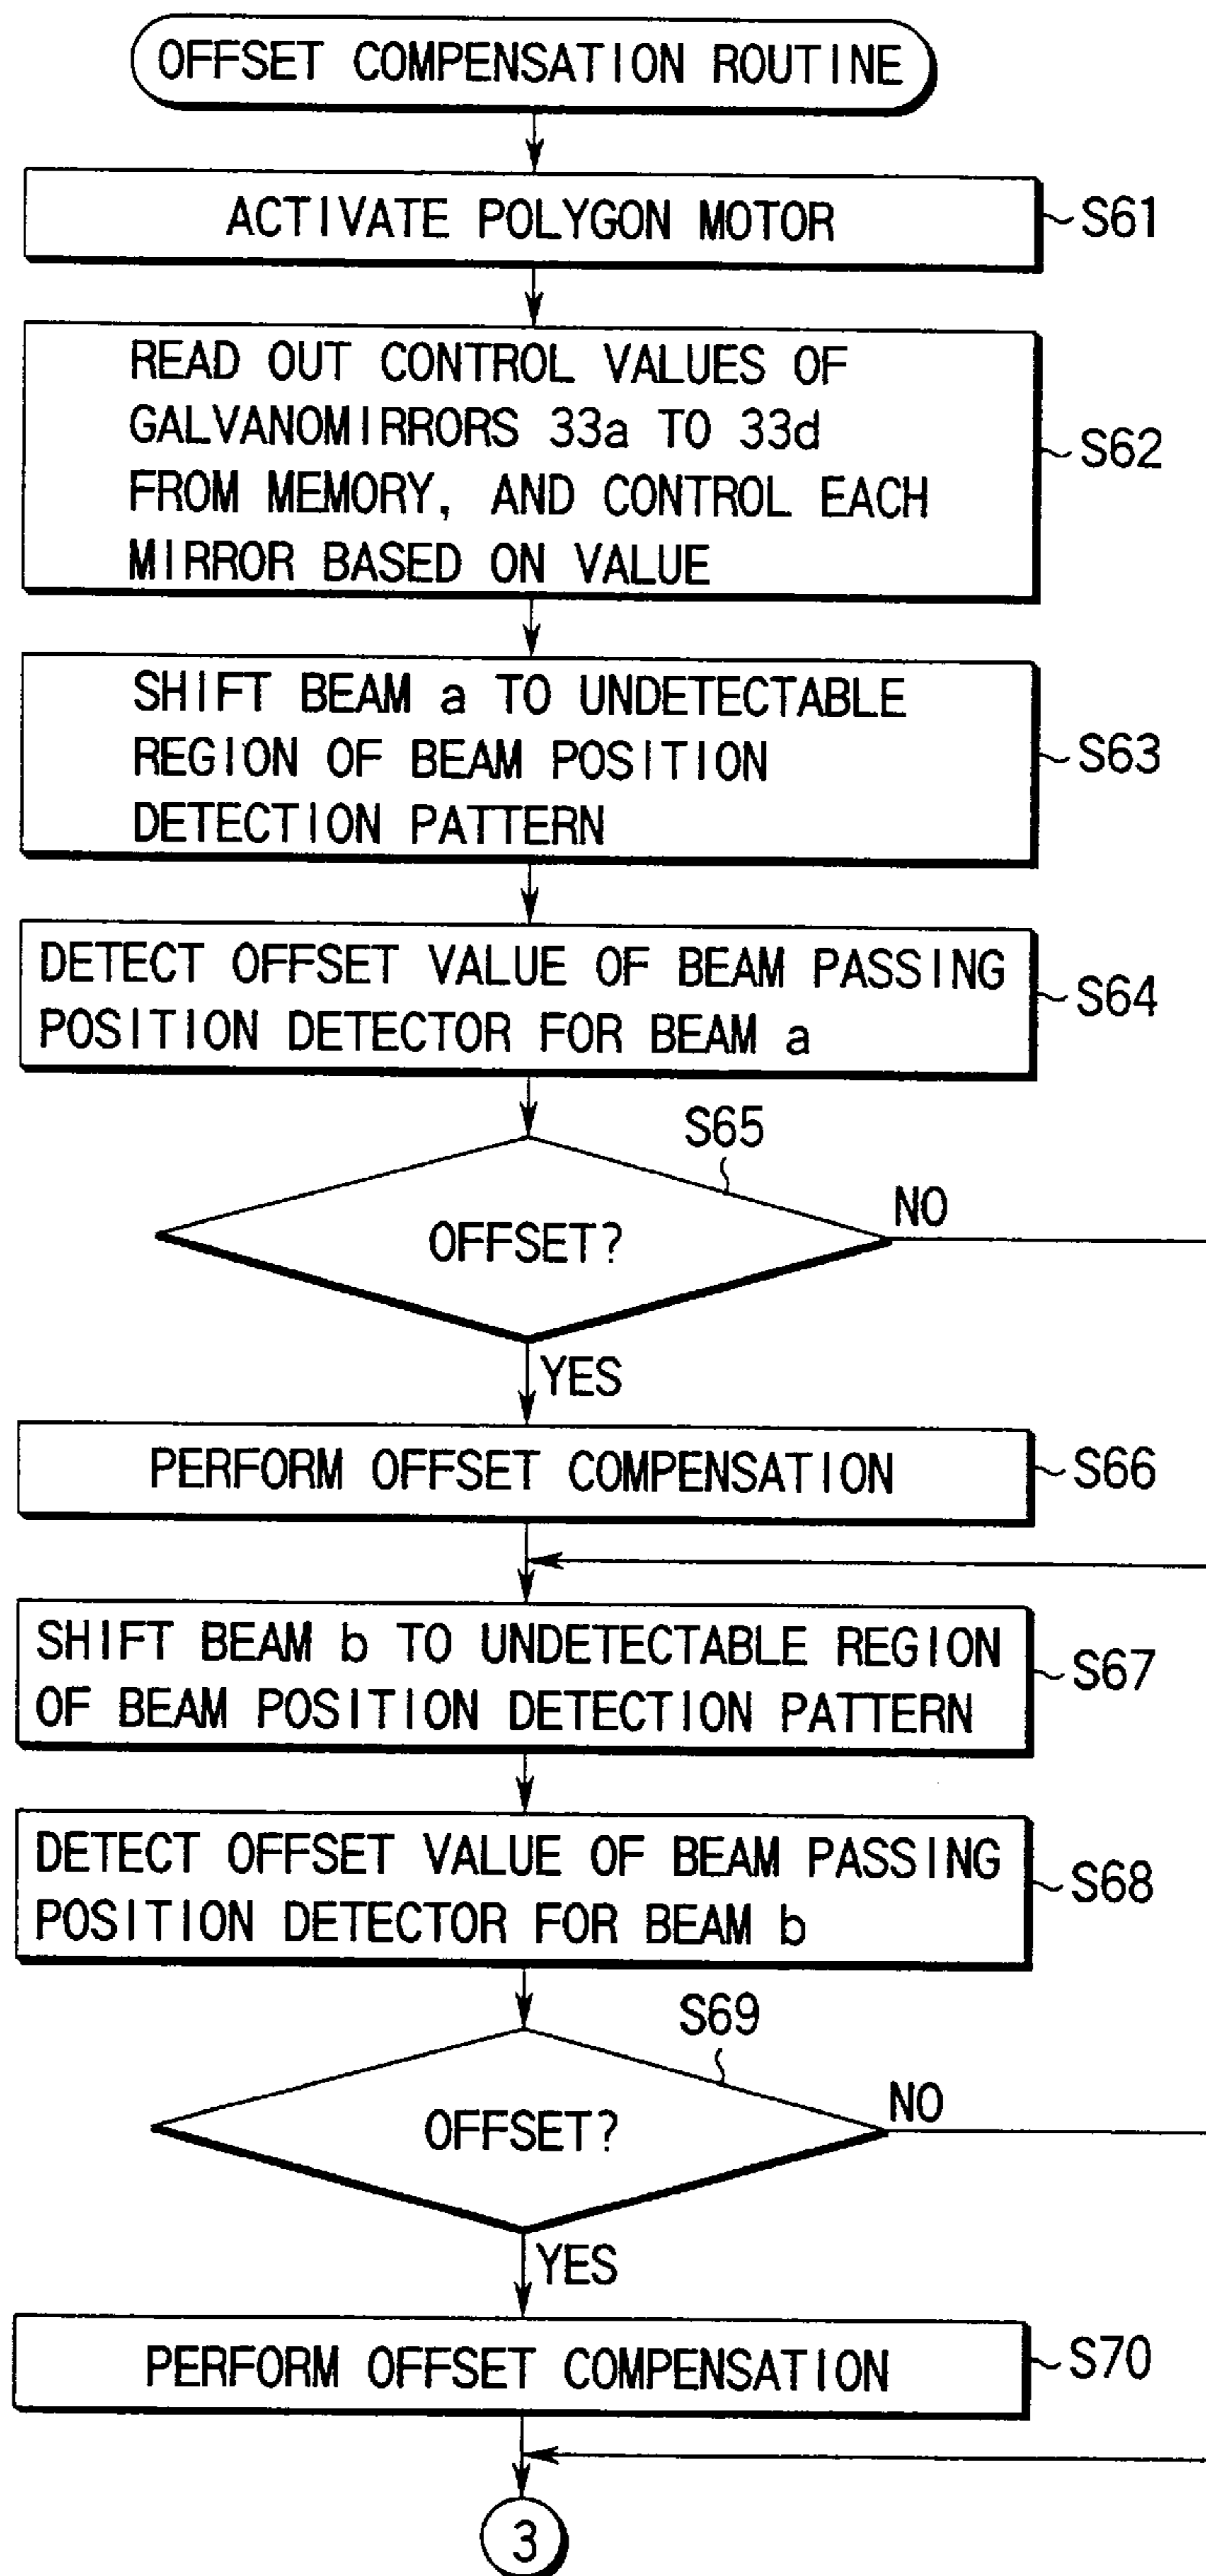 OFFSET COMPENSATION ROUTINE
ACTIVATE POLYGON MOTOR
S61
READ OUT CONTROL VALUES OF
GALVANOMIRRORS 33a TO 33d
FROM MEMORY, AND CONTROL EACH
MIRROR BASED ON VALUE
S62
SHIFT BEAM a TO UNDETECTABLE
REGION OF BEAM POSITION
DETECTION PATTERN
S63
DETECT OFFSET VALUE OF BEAM PASSING
POSITION DETECTOR FOR BEAM a
S64
S65
OFFSET?
NO
YES
PERFORM OFFSET COMPENSATION
S66
SHIFT BEAM b TO UNDETECTABLE REGION
OF BEAM POSITION DETECTION PATTERN
S67
DETECT OFFSET VALUE OF BEAM PASSING
POSITION DETECTOR FOR BEAM b
S68
S69
OFFSET?
NO
YES
PERFORM OFFSET COMPENSATION
S70
3